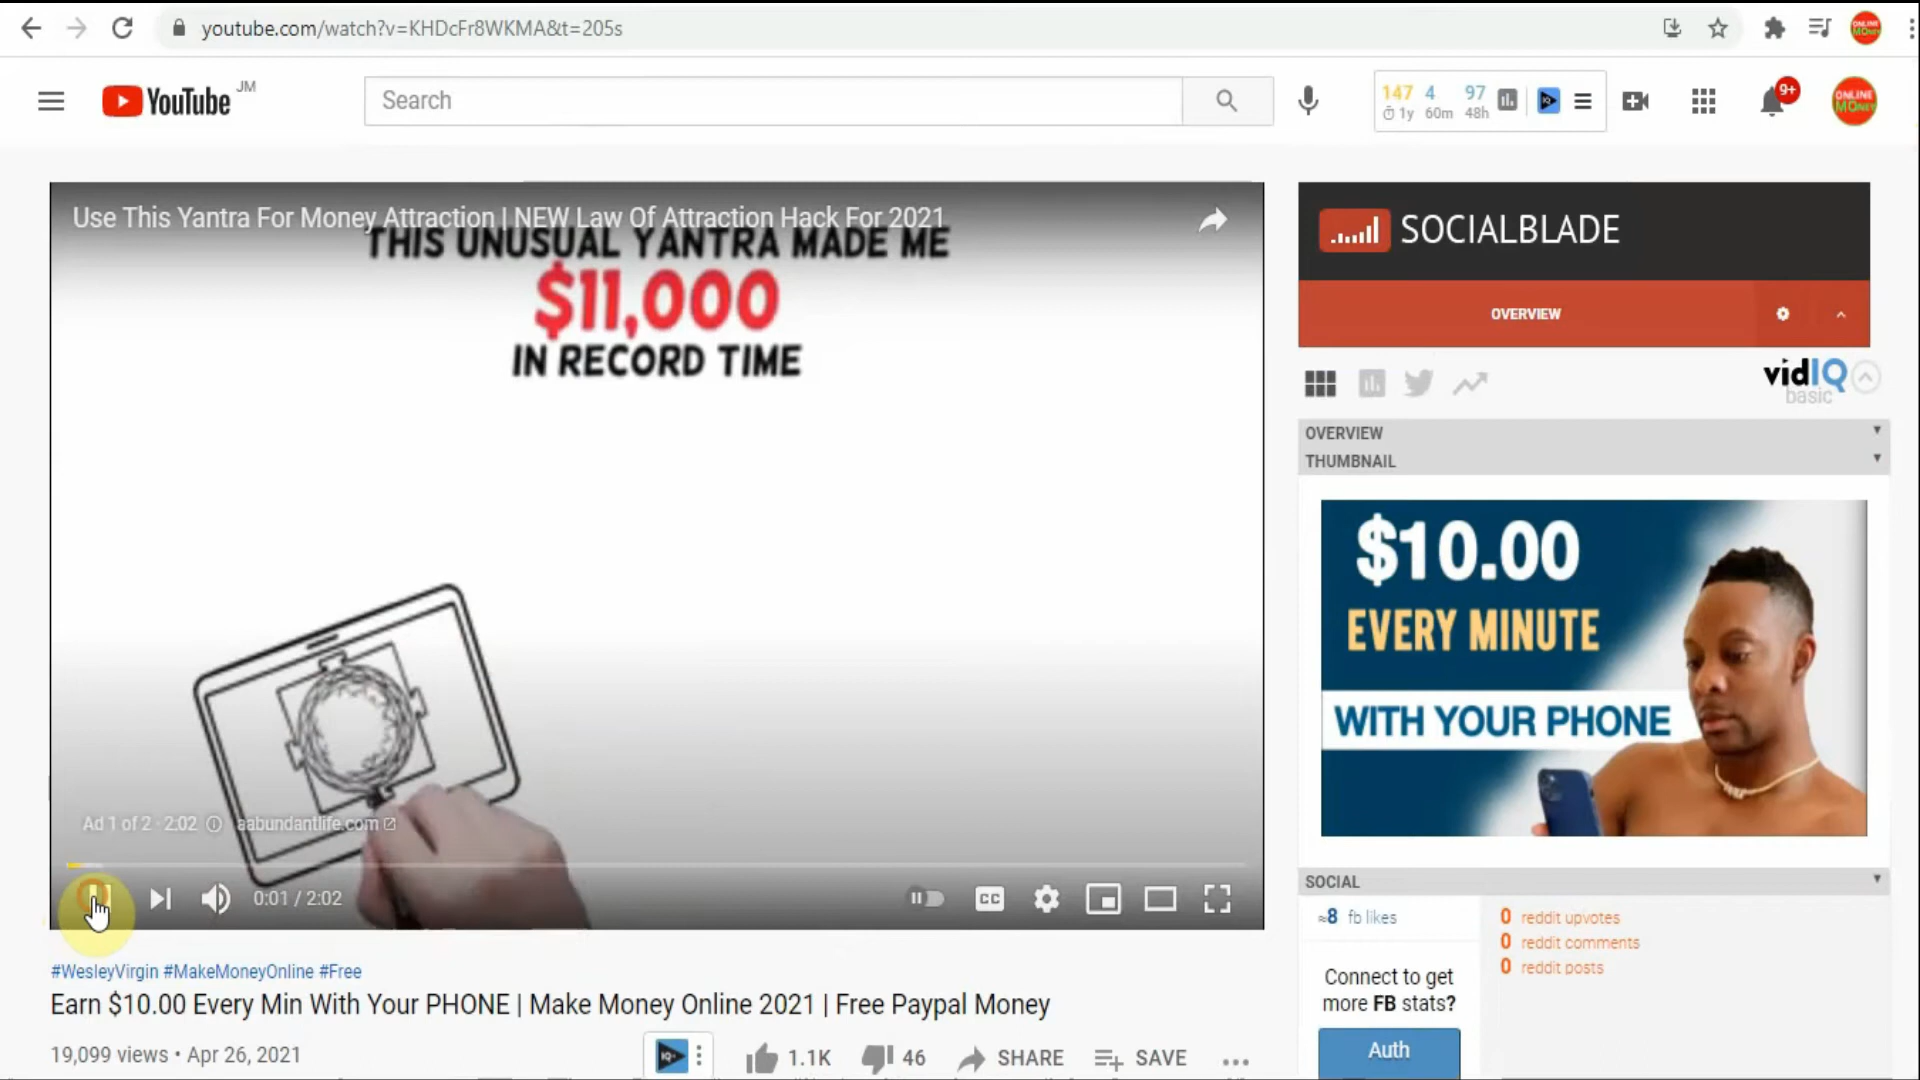 youtube.com/watch?v=KHDcFr8WKMA&t=205s
ONLINE MONEY
YouTube JM
Search
147 4 97
1y 60m 48h
9+
ONLINE MONEY
Use This Yantra For Money Attraction | NEW Law Of Attraction Hack For 2021
THIS UNUSUAL YANTRA MADE ME
$11,000
IN RECORD TIME
Ad 1 of 2 · 2:02
aabundantlife.com
0:01 / 2:02
CC
#WesleyVirgin #MakeMoneyOnline #Free
Earn $10.00 Every Min With Your PHONE | Make Money Online 2021 | Free Paypal Money
19,099 views • Apr 26, 2021
1.1K
46
SHARE
SAVE
SOCIALBLADE
OVERVIEW
vidIQ
basic
OVERVIEW
THUMBNAIL
$10.00
EVERY MINUTE
WITH YOUR PHONE
SOCIAL
≈8 fb likes
Connect to get
more FB stats?
Auth
0 reddit upvotes
0 reddit comments
0 reddit posts